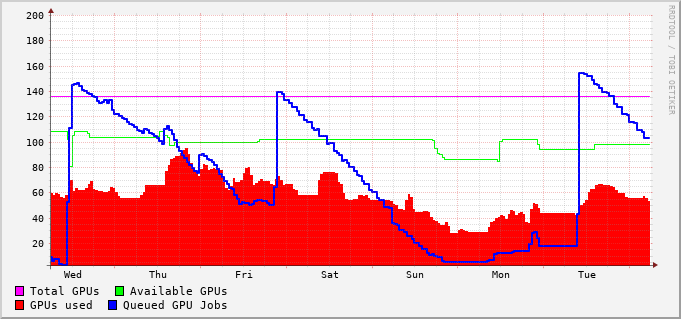 200
180
160
140
120
100
80
60
40
20
Wed Thu Fri Sat Sun Mon Tue
Total GPUs Available GPUs
GPUs used Queued GPU Jobs
RRDTOOL / TOBI OETIKER